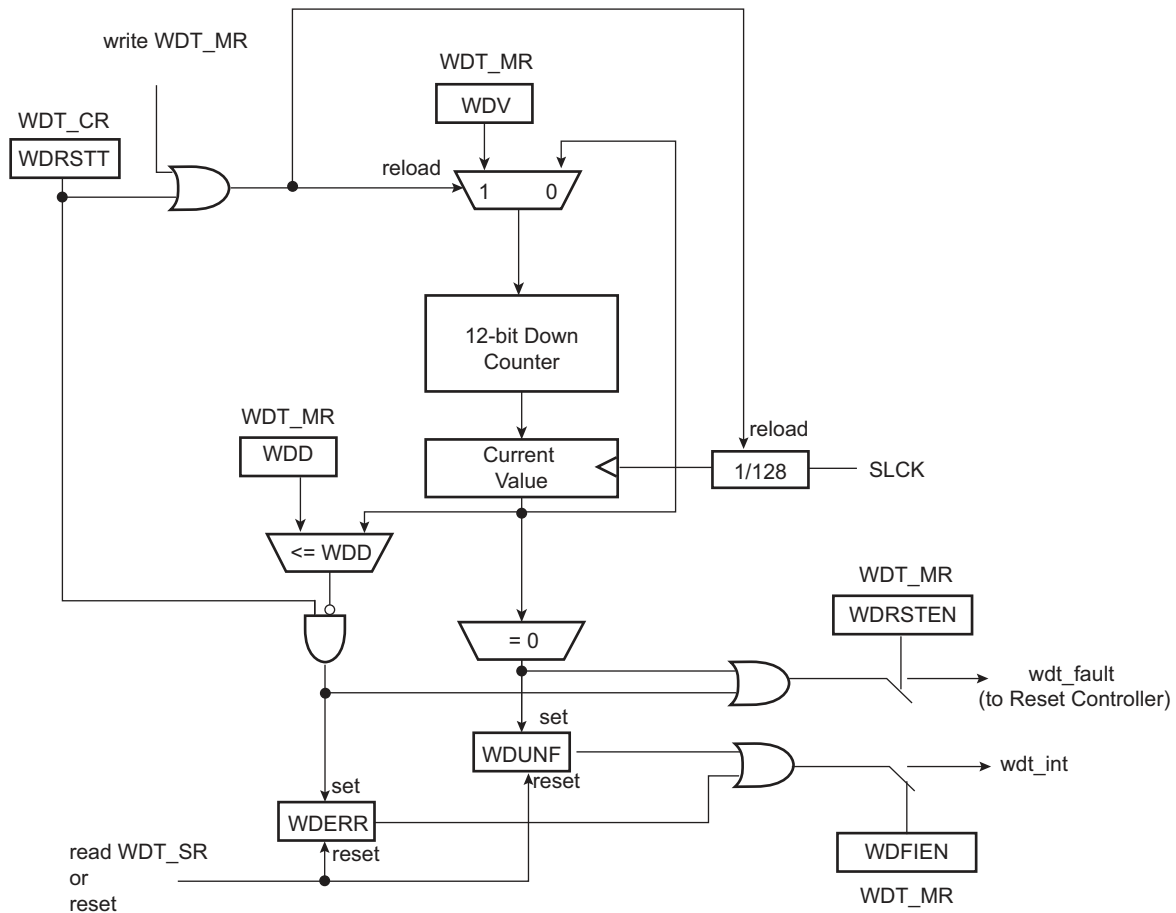 write WDT_MR
WDT_MR
WDV
WDT_CR
WDRSTT
reload
1 0
12-bit Down
Counter
WDT_MR
WDD
reload
Current
Value
1/128
SLCK
<= WDD
WDT_MR
WDRSTEN
= 0
wdt_fault
(to Reset Controller)
set
WDUNF
reset
wdt_int
set
WDERR
reset
WDFIEN
WDT_MR
read WDT_SR
or
reset